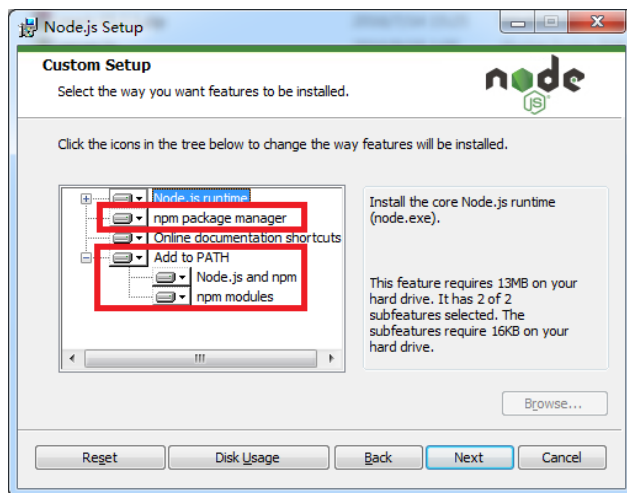 Node.js Setup
Custom Setup
Select the way you want features to be installed.
node
JS
Click the icons in the tree below to change the way features will be installed.
Node.js runtime
npm package manager
Online documentation shortcuts
Add to PATH
Node.js and npm
npm modules
Install the core Node.js runtime
(node.exe).
This feature requires 13MB on your
hard drive. It has 2 of 2
subfeatures selected. The
subfeatures require 16KB on your
hard drive.
Browse...
Reset Disk Usage Back Next Cancel